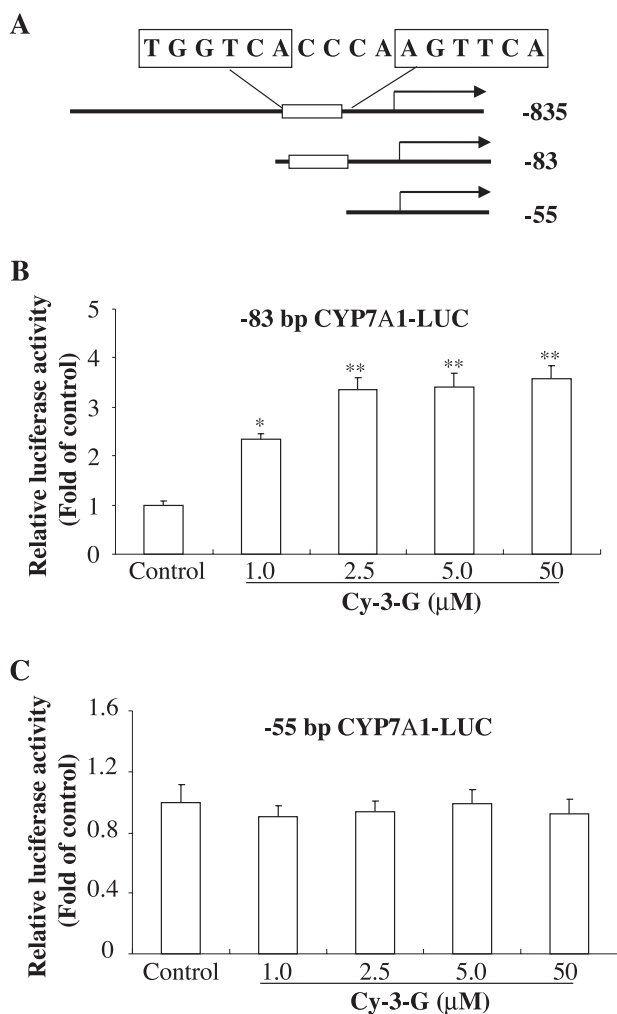 A
T G G T C A C C C A A G T T C A
-835
-83
-55
B
-83 bp CYP7A1-LUC
Relative luciferase activity
(Fold of control)
5
4
3
2
1
0
*
**
**
**
Control 1.0 2.5 5.0 50
Cy-3-G (μM)
C
-55 bp CYP7A1-LUC
Relative luciferase activity
(Fold of control)
1.6
1.2
0.8
0.4
0
Control 1.0 2.5 5.0 50
Cy-3-G (μM)